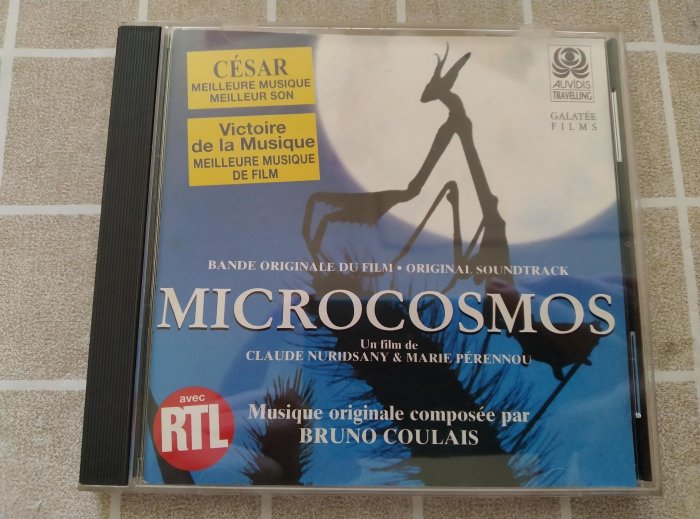 CÉSAR
MEILLEURE MUSIQUE
MEILLEUR SON
Victoire
de la Musique
MEILLEURE MUSIQUE
DE FILM
AUVIDIS
TRAVELLING
GALATÉE
FILMS
BANDE ORIGINALE DU FILM • ORIGINAL SOUNDTRACK
MICROCOSMOS
Un film de
CLAUDE NURIDSANY & MARIE PÉRENNOU
avec
RTL
Musique originale composée par
BRUNO COULAIS